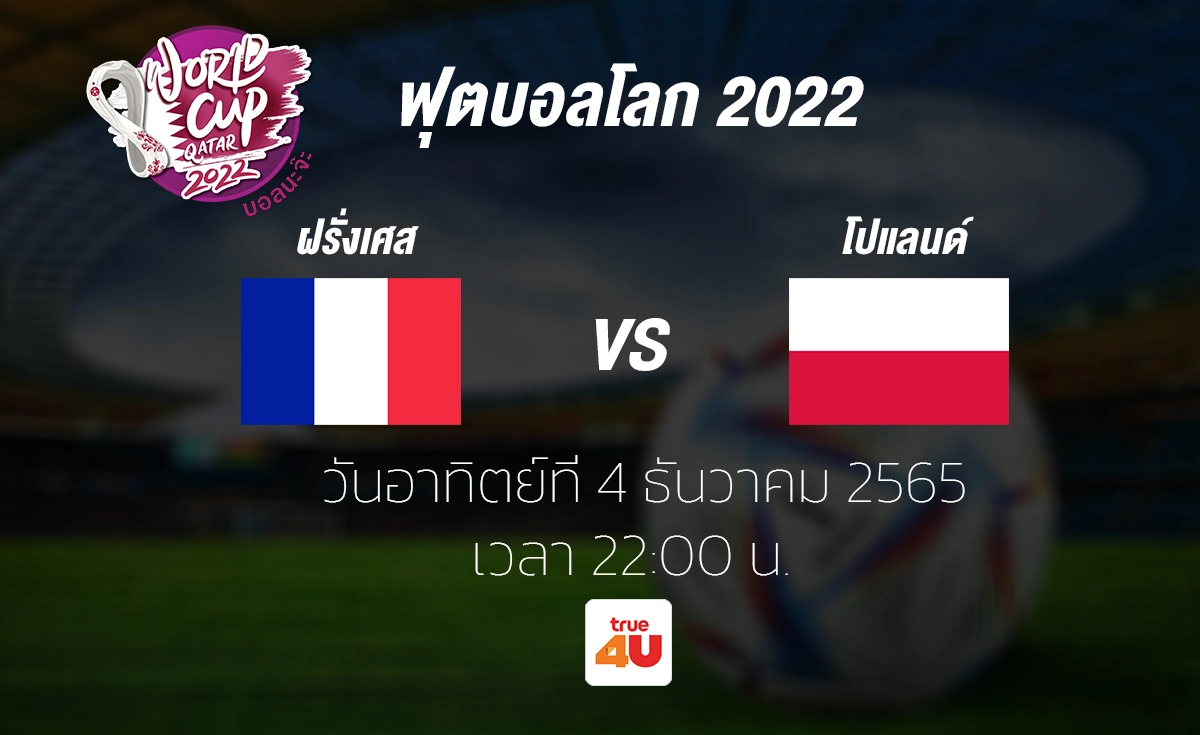 WORLD
CUP
QATAR
2022
บอลนะจ๊ะ
ฟุตบอลโลก 2022
ฝรั่งเศส
โปแลนด์
VS
วันอาทิตย์ที่ 4 ธันวาคม 2565
เวลา 22:00 น.
true
4U